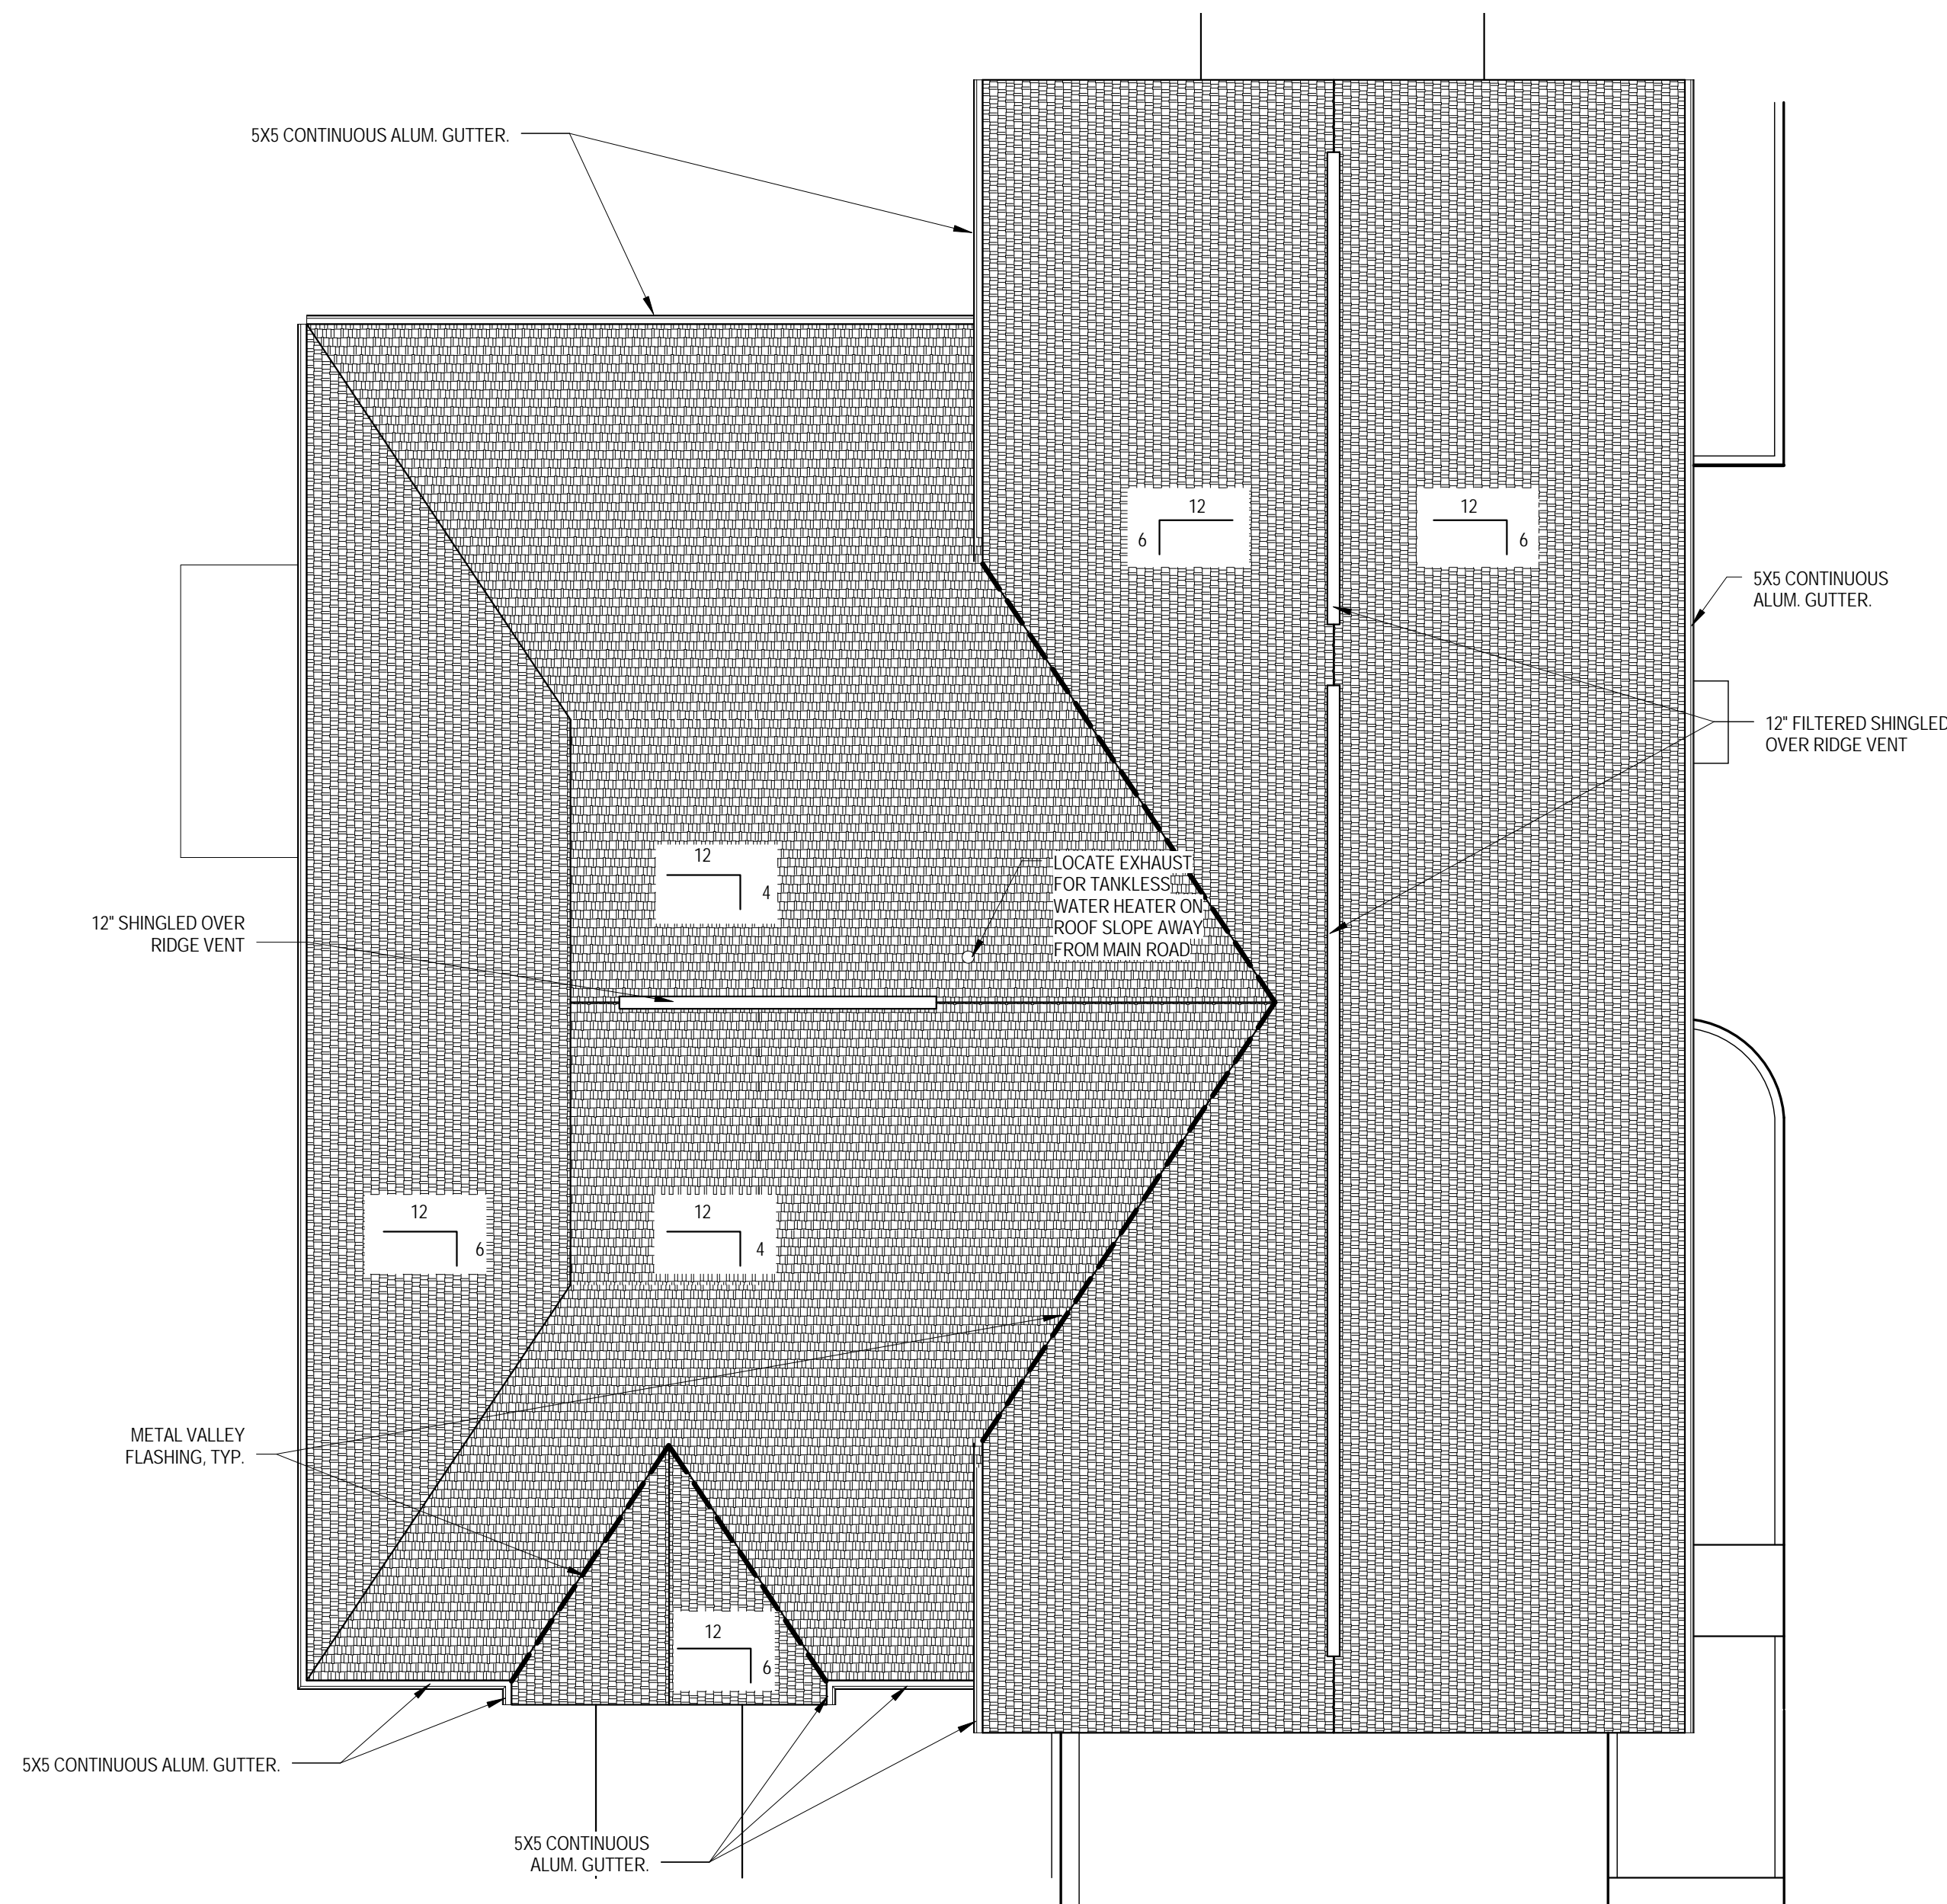 5X5 CONTINUOUS ALUM. GUTTER.
12
6
12
6
5X5 CONTINUOUS
ALUM. GUTTER.
12" FILTERED SHINGLED
OVER RIDGE VENT
12
4
LOCATE EXHAUST
FOR TANKLESS
WATER HEATER ON
ROOF SLOPE AWAY
FROM MAIN ROAD
12" SHINGLED OVER
RIDGE VENT
12
6
12
4
METAL VALLEY
FLASHING, TYP.
12
6
5X5 CONTINUOUS ALUM. GUTTER.
5X5 CONTINUOUS
ALUM. GUTTER.